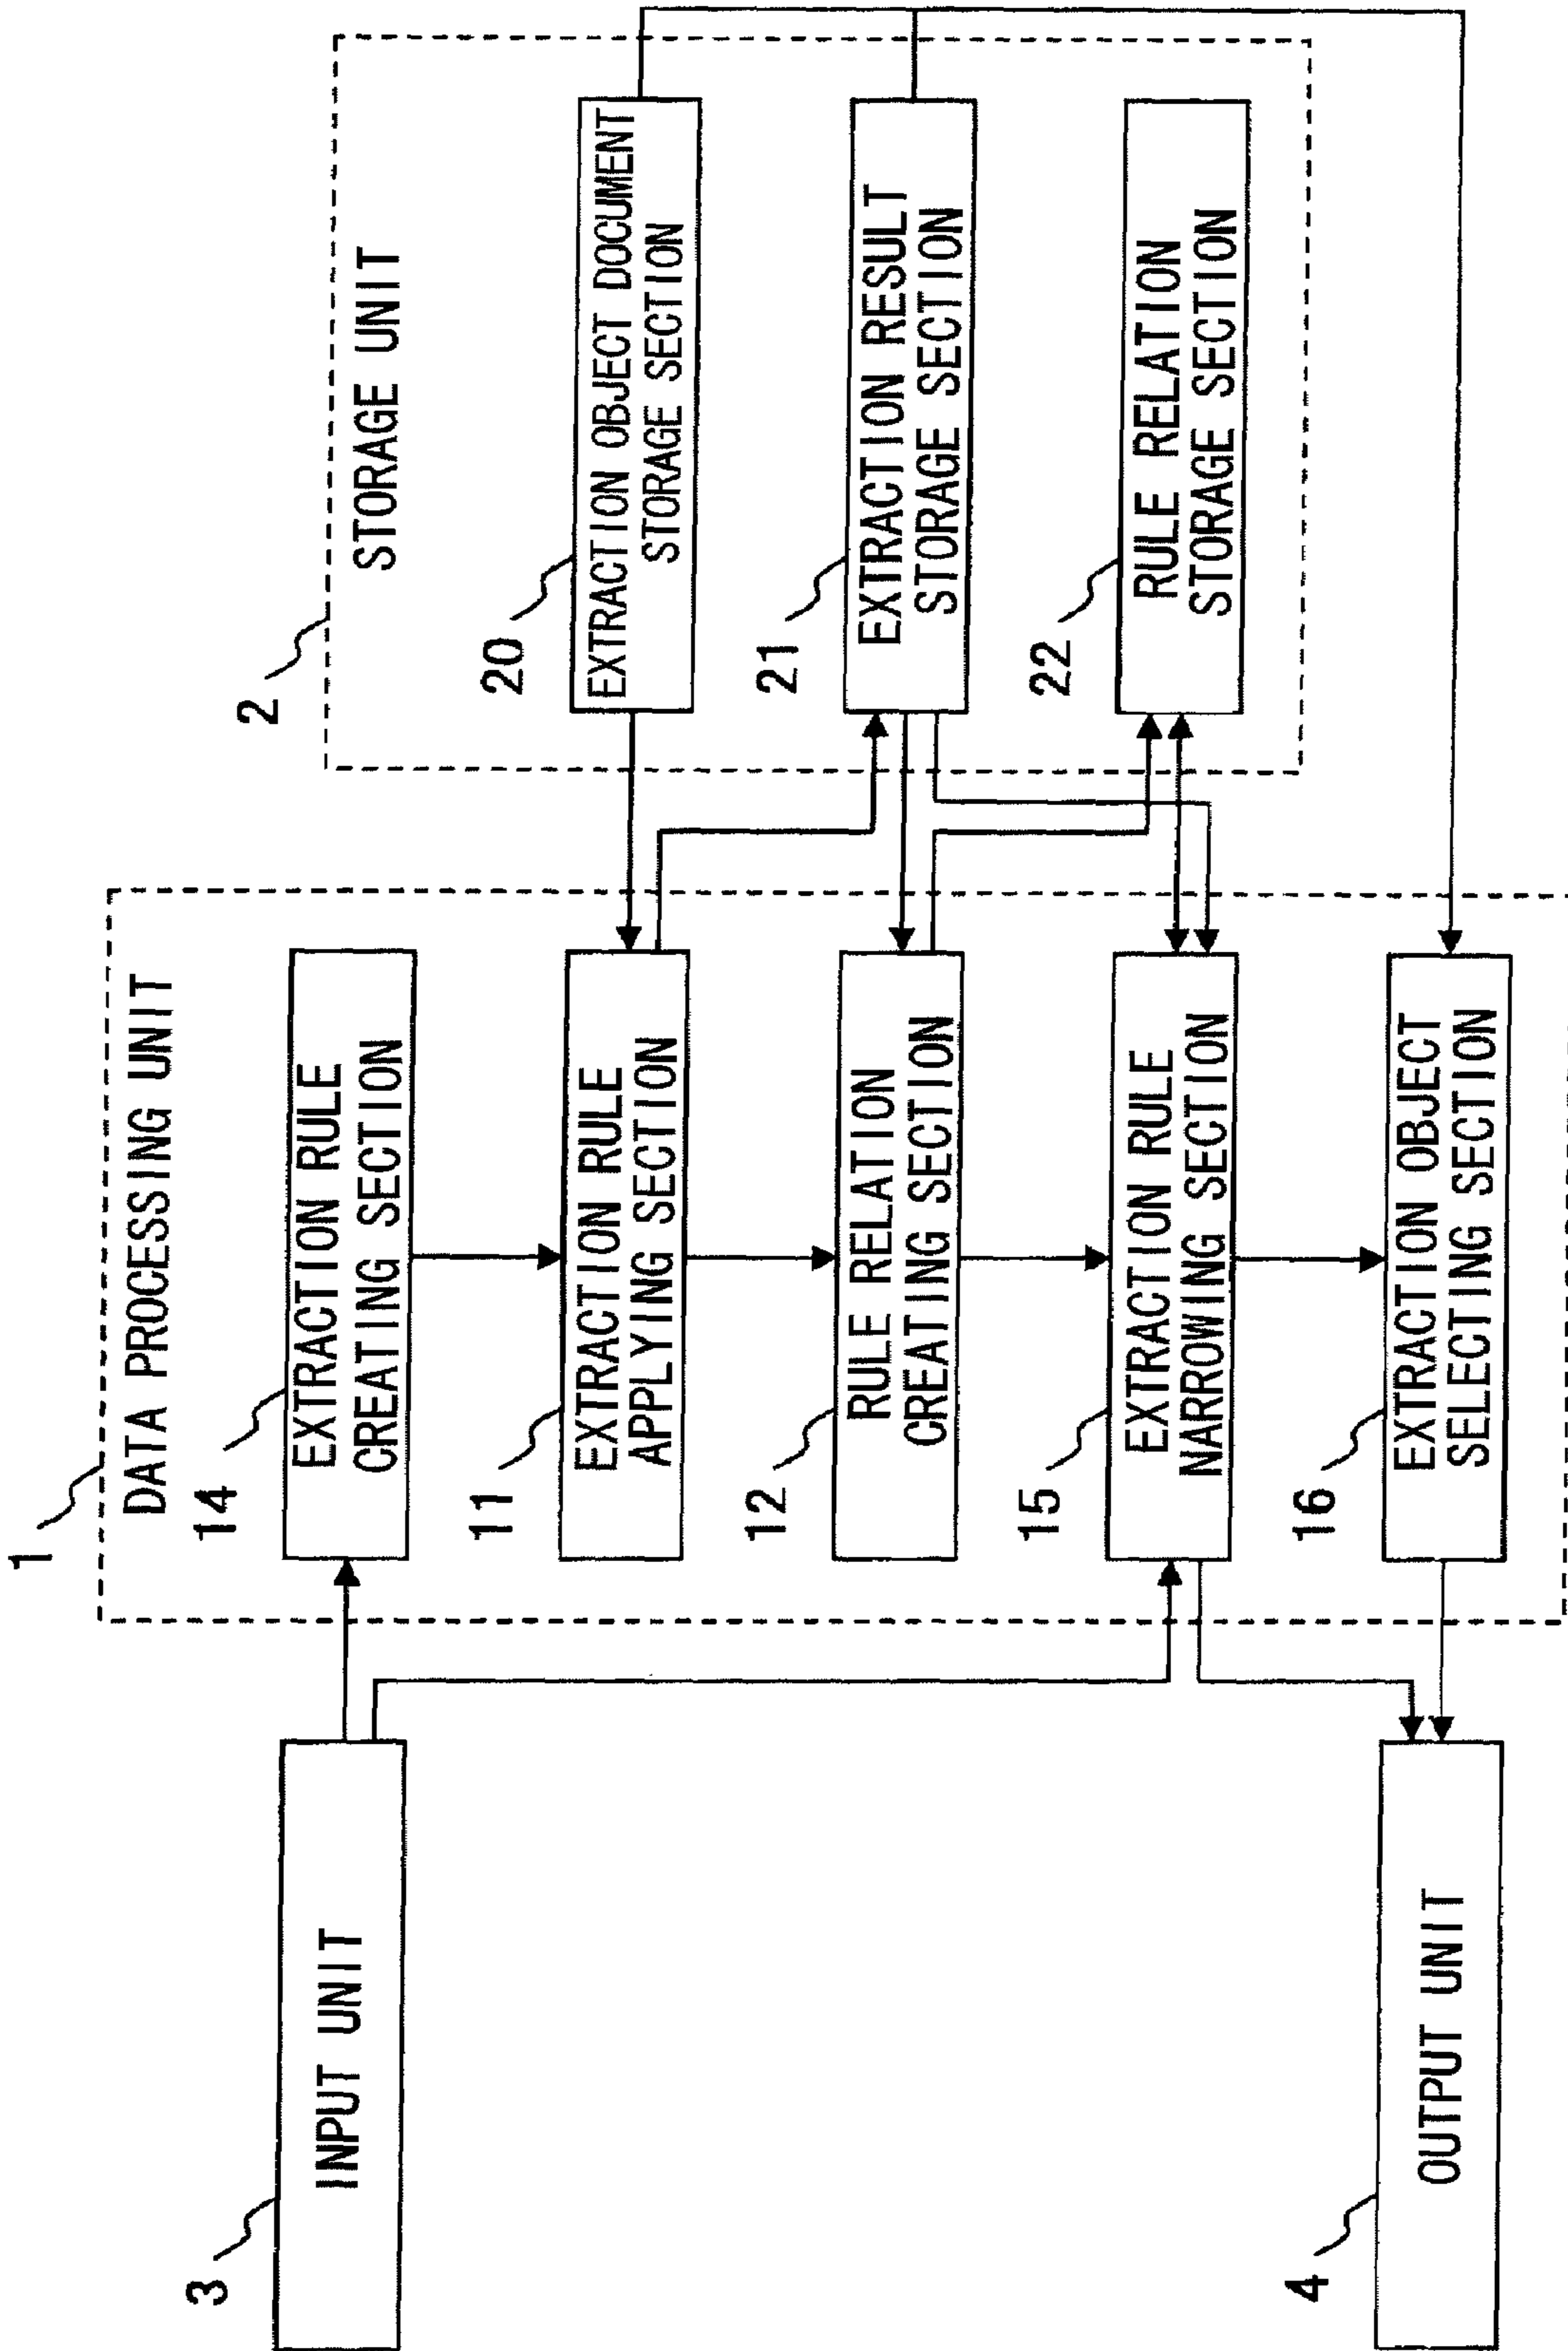 1
DATA PROCESSING UNIT
2
STORAGE UNIT
3
INPUT UNIT
14
EXTRACTION RULE
CREATING SECTION
11
EXTRACTION RULE
APPLYING SECTION
20
EXTRACTION OBJECT DOCUMENT
STORAGE SECTION
12
RULE RELATION
CREATING SECTION
21
EXTRACTION RESULT
STORAGE SECTION
15
EXTRACTION RULE
NARROWING SECTION
22
RULE RELATION
STORAGE SECTION
4
OUTPUT UNIT
16
EXTRACTION OBJECT
SELECTING SECTION